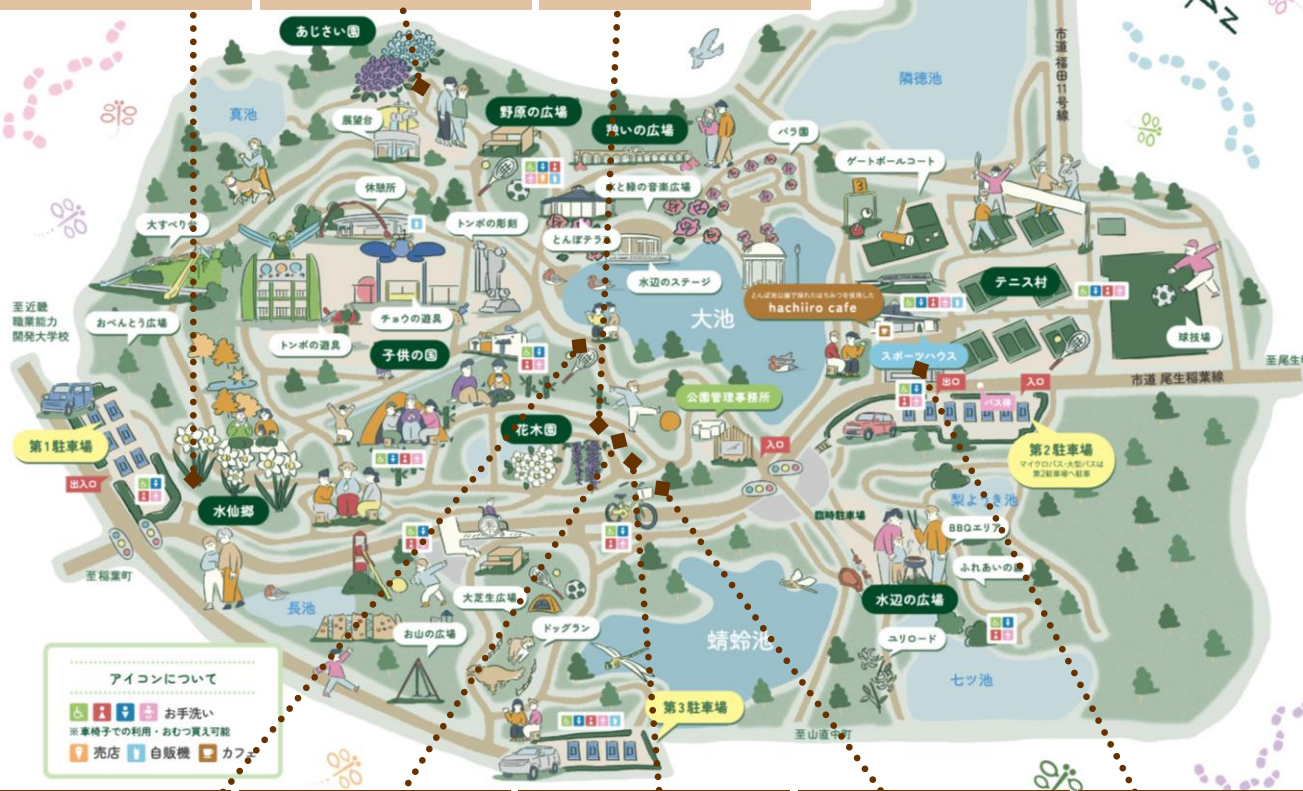 あじさい園
市道 福田11号線
隣徳池
真池
野原の広場
展望台
憩いの広場
バラ園
ゲートボールコート
3
休憩所
水と緑の音楽広場
大すべり台
トンボの彫刻
とんぼテラス
水辺のステージ
テニス村
とんぼ池公園で採れたはちみつを使用した
hachiiro cafe
至近畿
職業能力
開発大学校
おべんとう広場
チョウの遊具
大池
球技場
トンボの遊具
子供の国
スポーツハウス
至尾生
市道 尾生稲葉線
出口
入口
バス停
公園管理事務所
花木園
第1駐車場
入口
第2駐車場
マイクロバス・大型バスは
第2駐車場へ駐車
出入口
水仙郷
臨時駐車場
BBQエリア
至稲葉町
ふれあいの
長池
大芝生広場
水辺の広場
お山の広場
ドッグラン
蜻蛉池
ユリロード
七ツ池
アイコンについて
お手洗い
※車椅子での利用・おむつ替え可能
売店
自販機
カフェ
第3駐車場
至山直中町